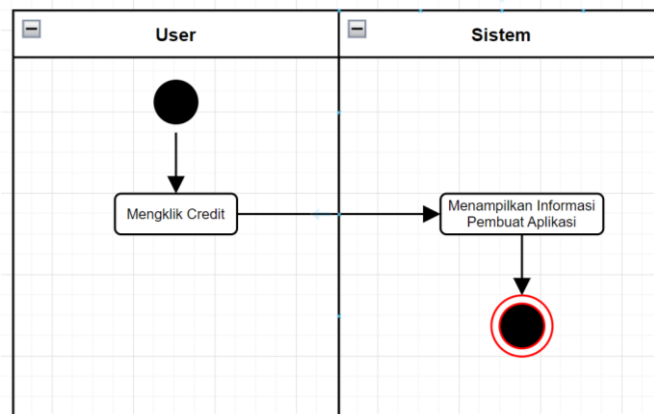 User
Sistem
Mengklik Credit
Menampilkan Informasi
Pembuat Aplikasi